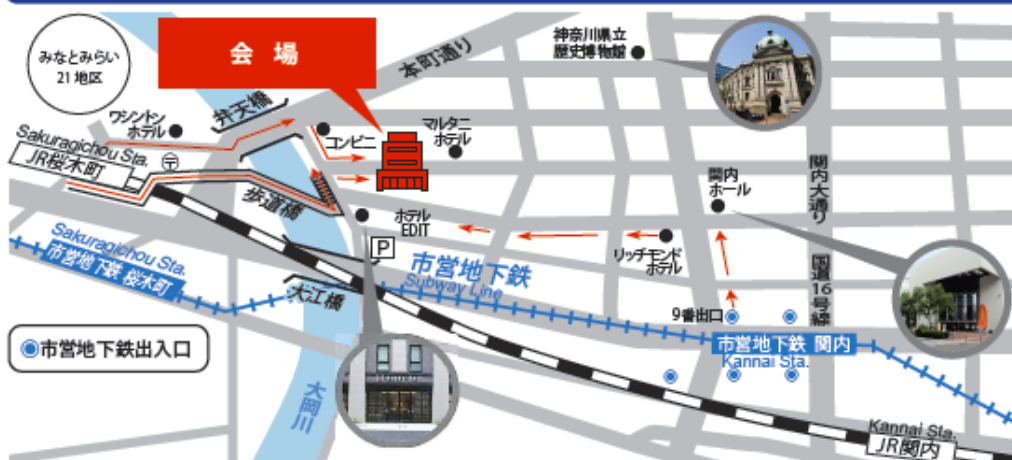 みなとみらい
21地区
会場
本町通り
神奈川県立
歴史博物館
ワシントン
ホテル
弁天橋
コンビニ
マルタニ
ホテル
Sakuragichou Sta.
JR桜木町
〒
歩道橋
ホテル
EDIT
P
関内
ホール
関内大通り
国道16号線
リッチモンド
ホテル
Sakuragichou Sta.
市営地下鉄 桜木町
市営地下鉄
Subway Line
大江橋
9番出口
市営地下鉄 関内
Kannai Sta.
市営地下鉄出入口
大岡川
Kannai Sta.
JR関内